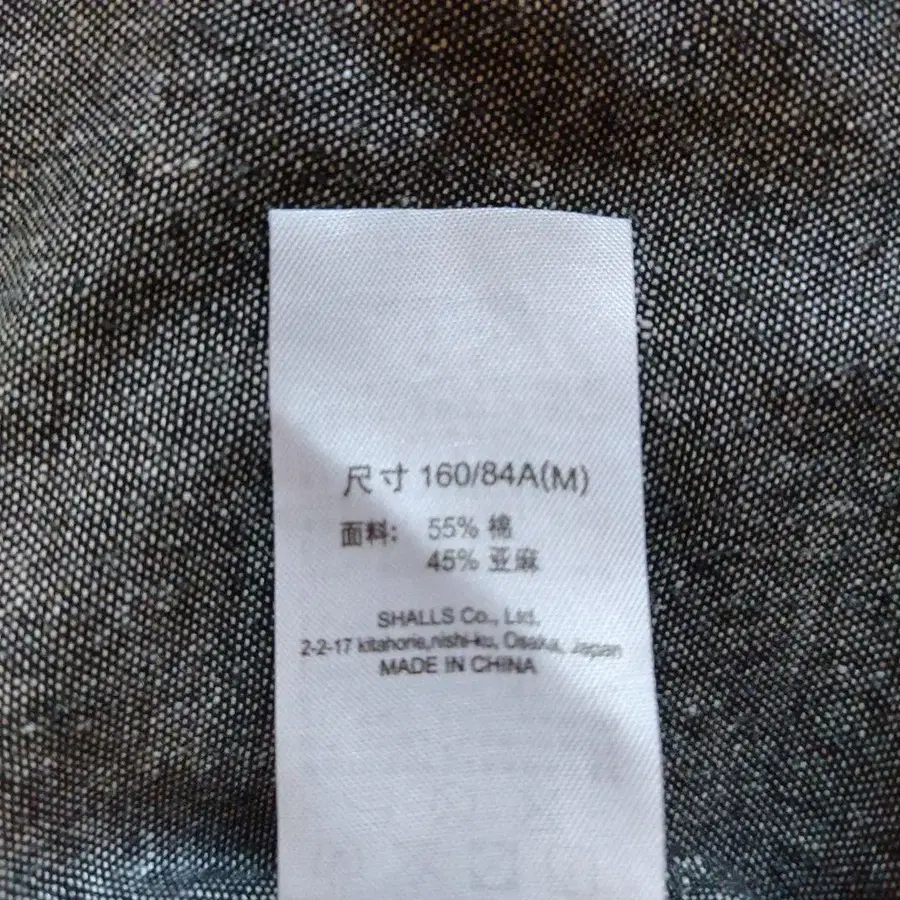 尺寸 160/84A(M)
面料: 55% 棉
45% 亚麻
SHALLS Co., Ltd.
2-2-17 kitahorie,nishi-ku, Osaka, Japan
MADE IN CHINA